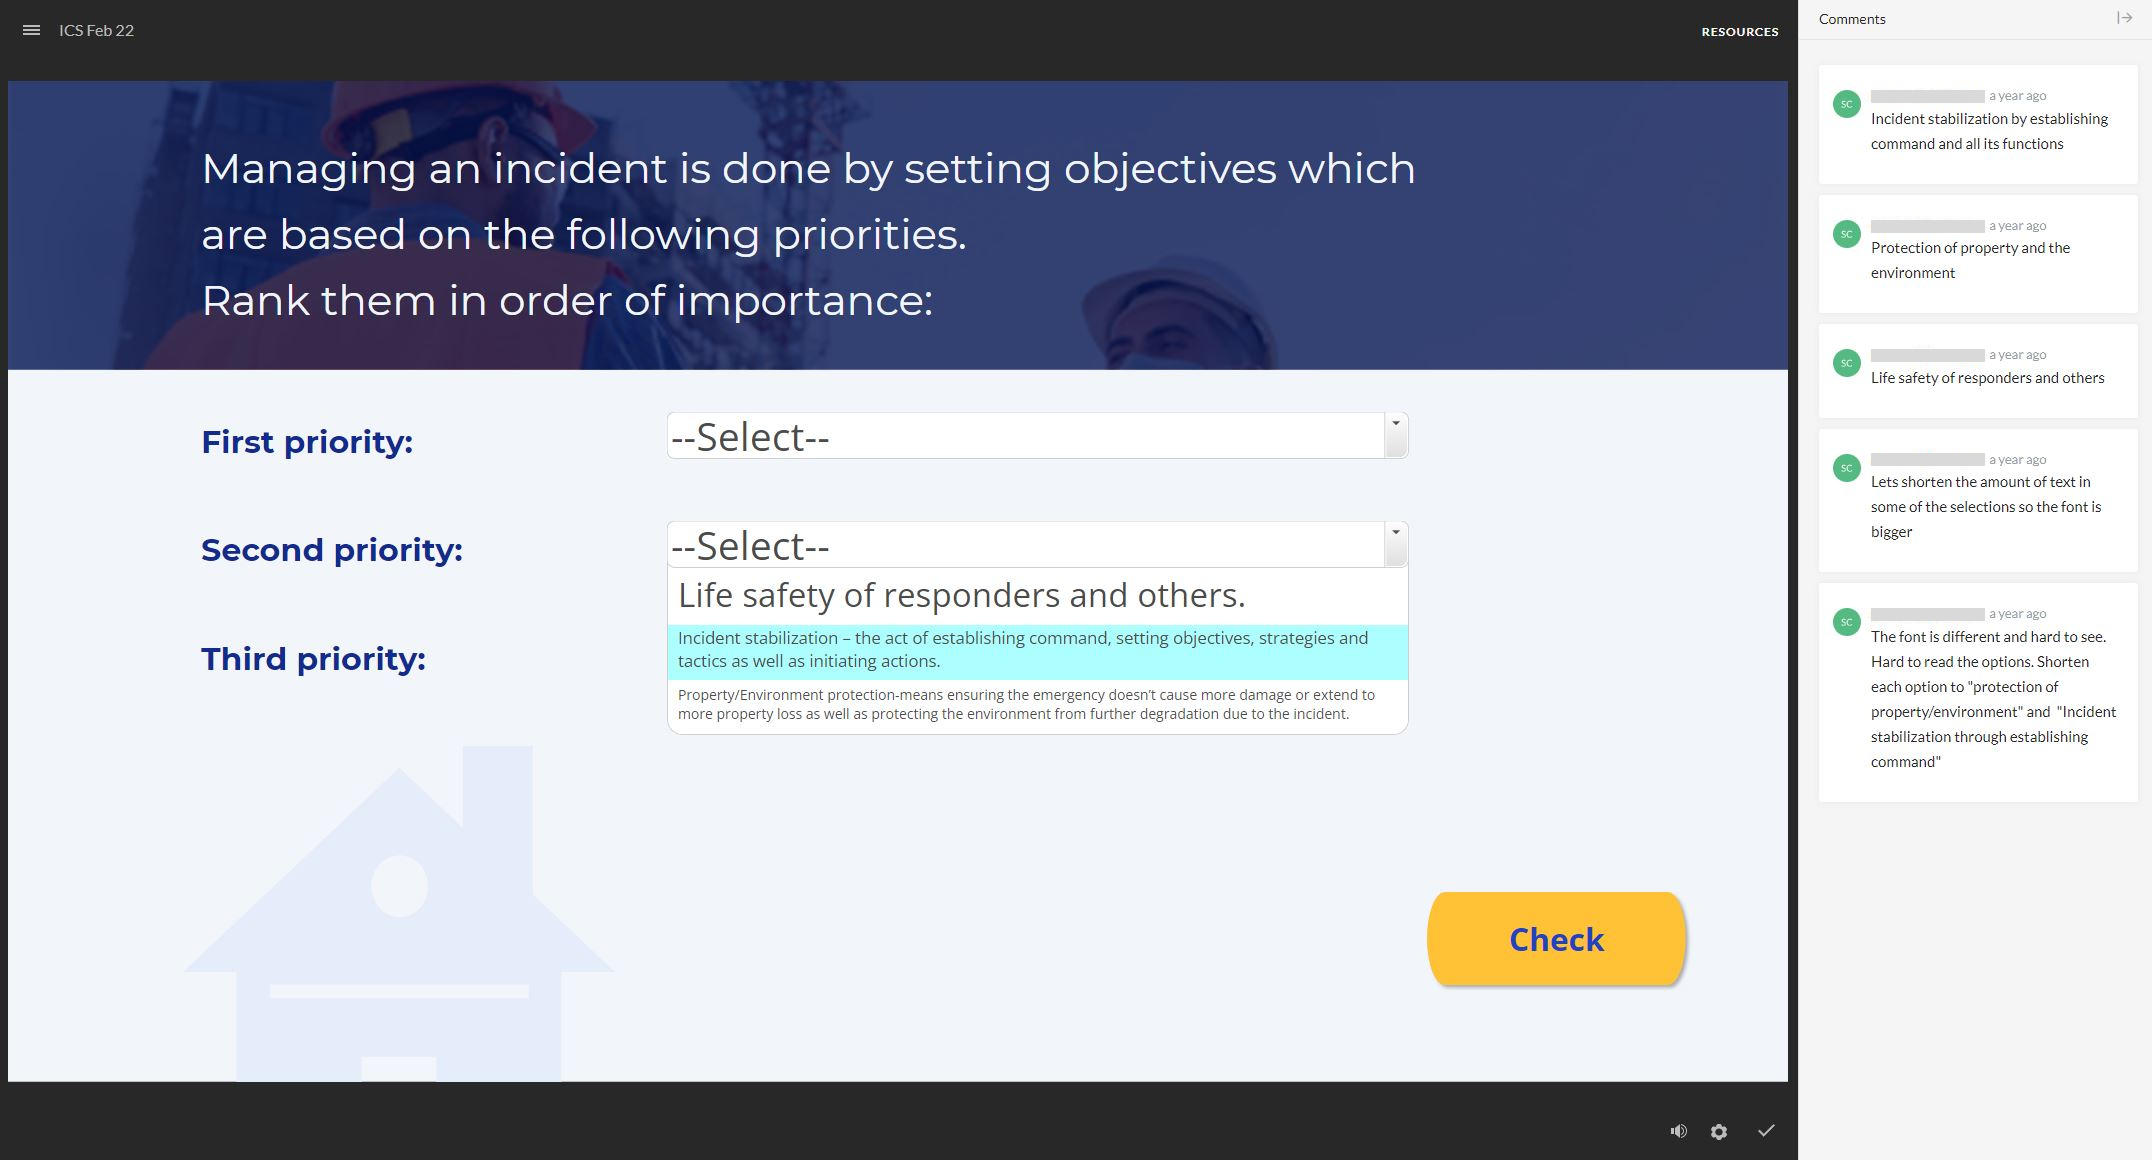 ICS Feb 22
RESOURCES
Managing an incident is done by setting objectives which
are based on the following priorities.
Rank them in order of importance:
First priority:
--Select--
Second priority:
--Select--
Life safety of responders and others.
Incident stabilization – the act of establishing command, setting objectives, strategies and
tactics as well as initiating actions.
Third priority:
Property/Environment protection-means ensuring the emergency doesn’t cause more damage or extend to
more property loss as well as protecting the environment from further degradation due to the incident.
Check
Comments
SC
a year ago
Incident stabilization by establishing
command and all its functions
SC
a year ago
Protection of property and the
environment
SC
a year ago
Life safety of responders and others
SC
a year ago
Lets shorten the amount of text in
some of the selections so the font is
bigger
SC
a year ago
The font is different and hard to see.
Hard to read the options. Shorten
each option to "protection of
property/environment" and  "Incident
stabilization through establishing
command"